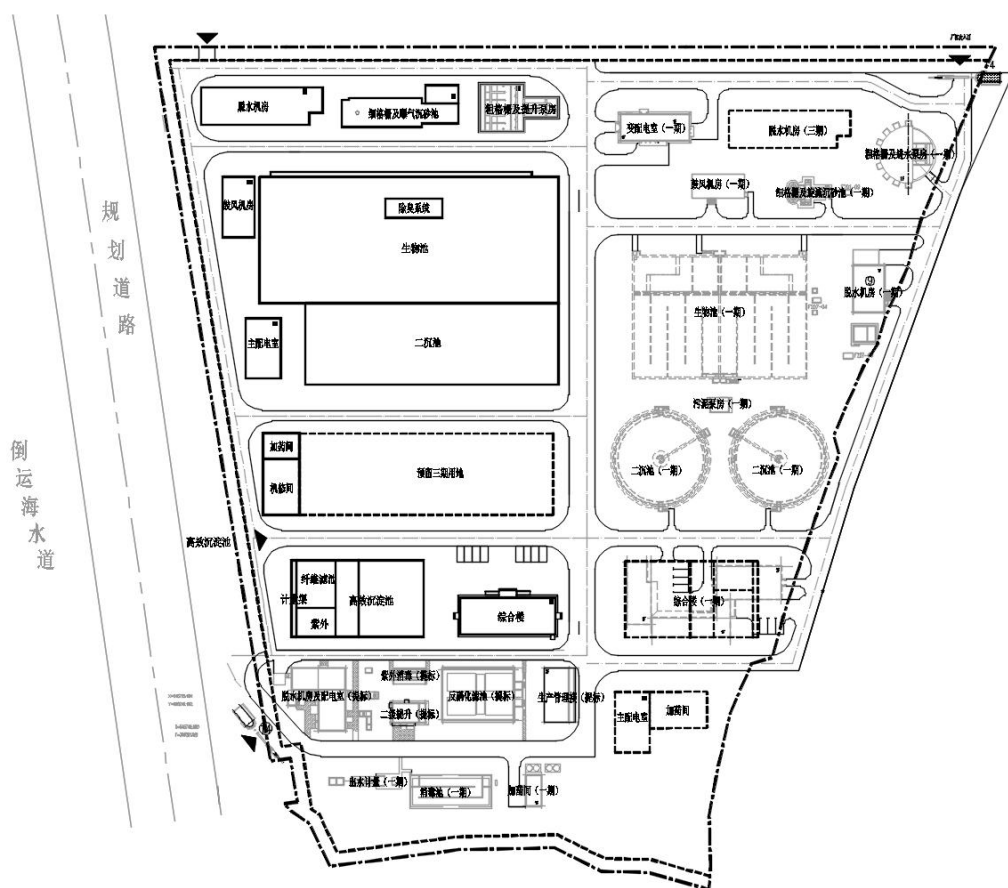 脱水机房
细格栅及曝气沉砂池
粗格栅及提升泵房
变配电室（一期）
脱水机房（三期）
粗格栅及进水泵房（一期）
鼓风机房（一期）
细格栅及旋流沉砂池（一期）
鼓风机房
除臭系统
生物池
主配电室
二沉池
生物池（一期）
脱水机房（一期）
污泥泵房（一期）
二沉池（一期）
二沉池（一期）
规划道路
倒运海水道
加药间
机修间
预留三期用地
高效沉淀池
纤维滤池
计量渠
紫外
高效沉淀池
综合楼
综合楼（一期）
脱水机房及配电室（提标）
紫外消毒（提标）
二级提升（提标）
反硝化滤池（提标）
生产管理楼（提标）
主配电室
加药间
出水计量（一期）
消毒池（一期）
加药间（一期）